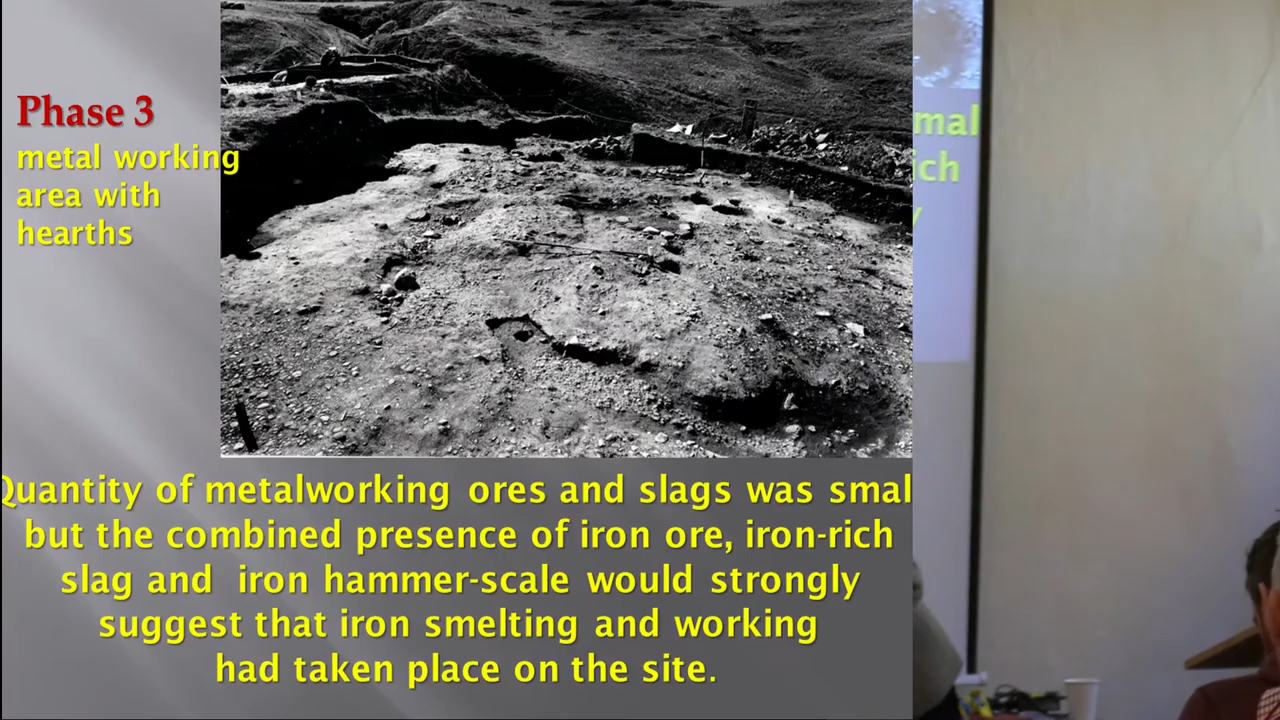 Phase 3
metal working
area with
hearths
Quantity of metalworking ores and slags was smal
but the combined presence of iron ore, iron-rich
slag and iron hammer-scale would strongly
suggest that iron smelting and working
had taken place on the site.
mal
ich
y